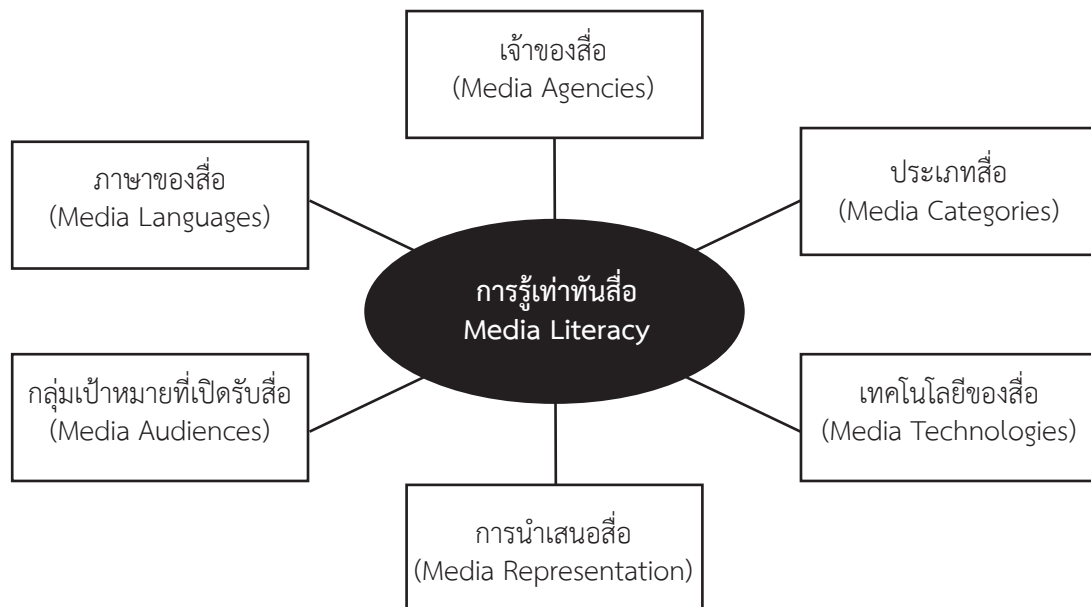 เจ้าของสื่อ
(Media Agencies)
ภาษาของสื่อ
(Media Languages)
ประเภทสื่อ
(Media Categories)
การรู้เท่าทันสื่อ
Media Literacy
กลุ่มเป้าหมายที่เปิดรับสื่อ
(Media Audiences)
เทคโนโลยีของสื่อ
(Media Technologies)
การนำเสนอสื่อ
(Media Representation)